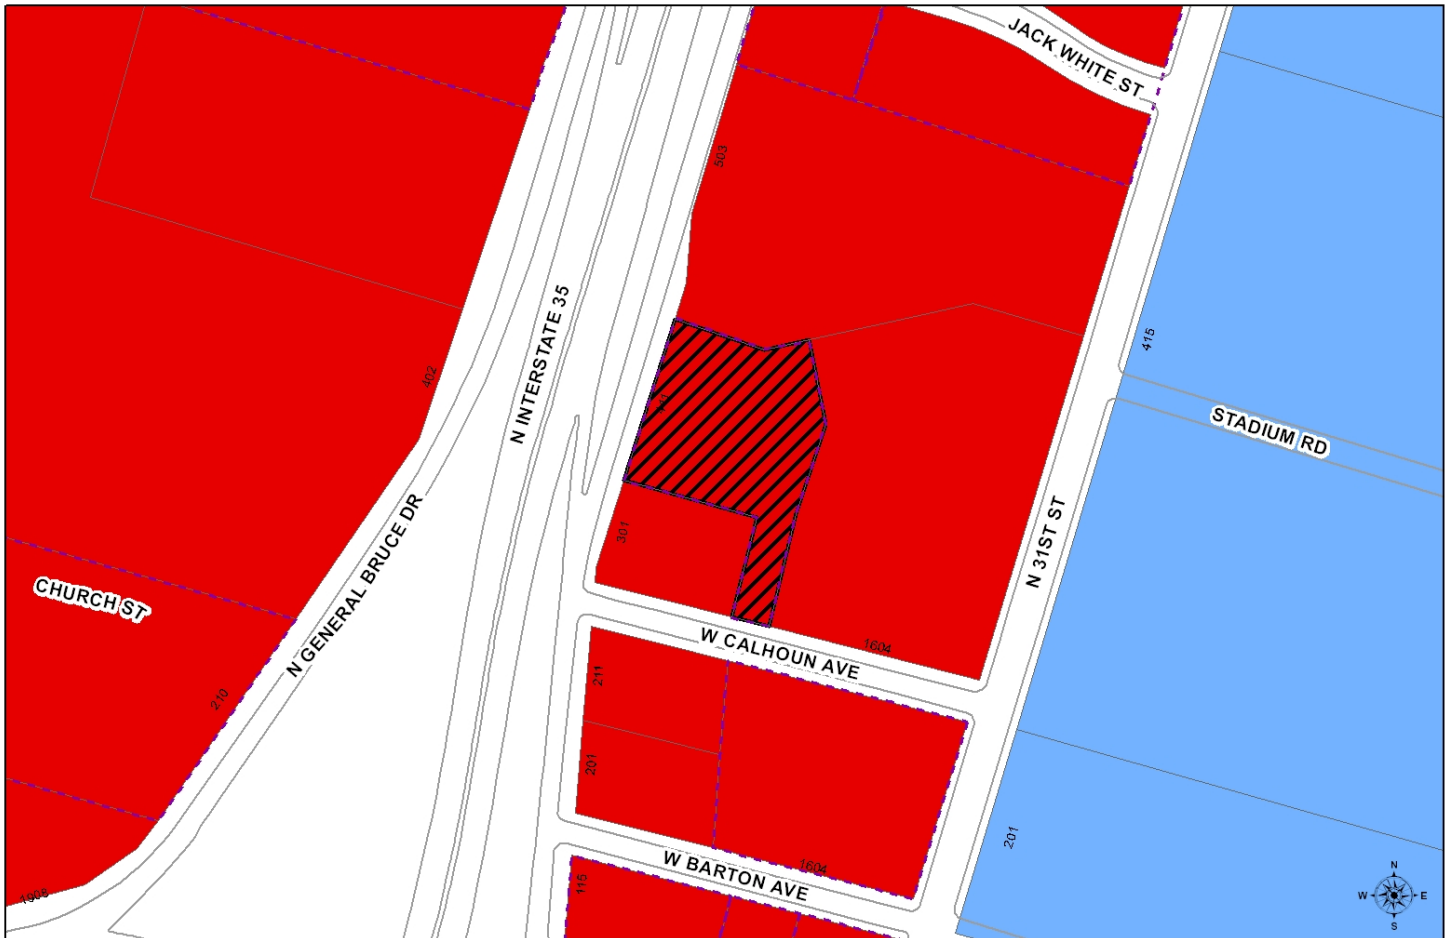 JACK WHITE ST
503
N INTERSTATE 35
415
402
STADIUM RD
301
N 31ST ST
N GENERAL BRUCE DR
CHURCH ST
W CALHOUN AVE
1604
211
210
201
201
W BARTON AVE
1604
115
1908
N
W
E
S